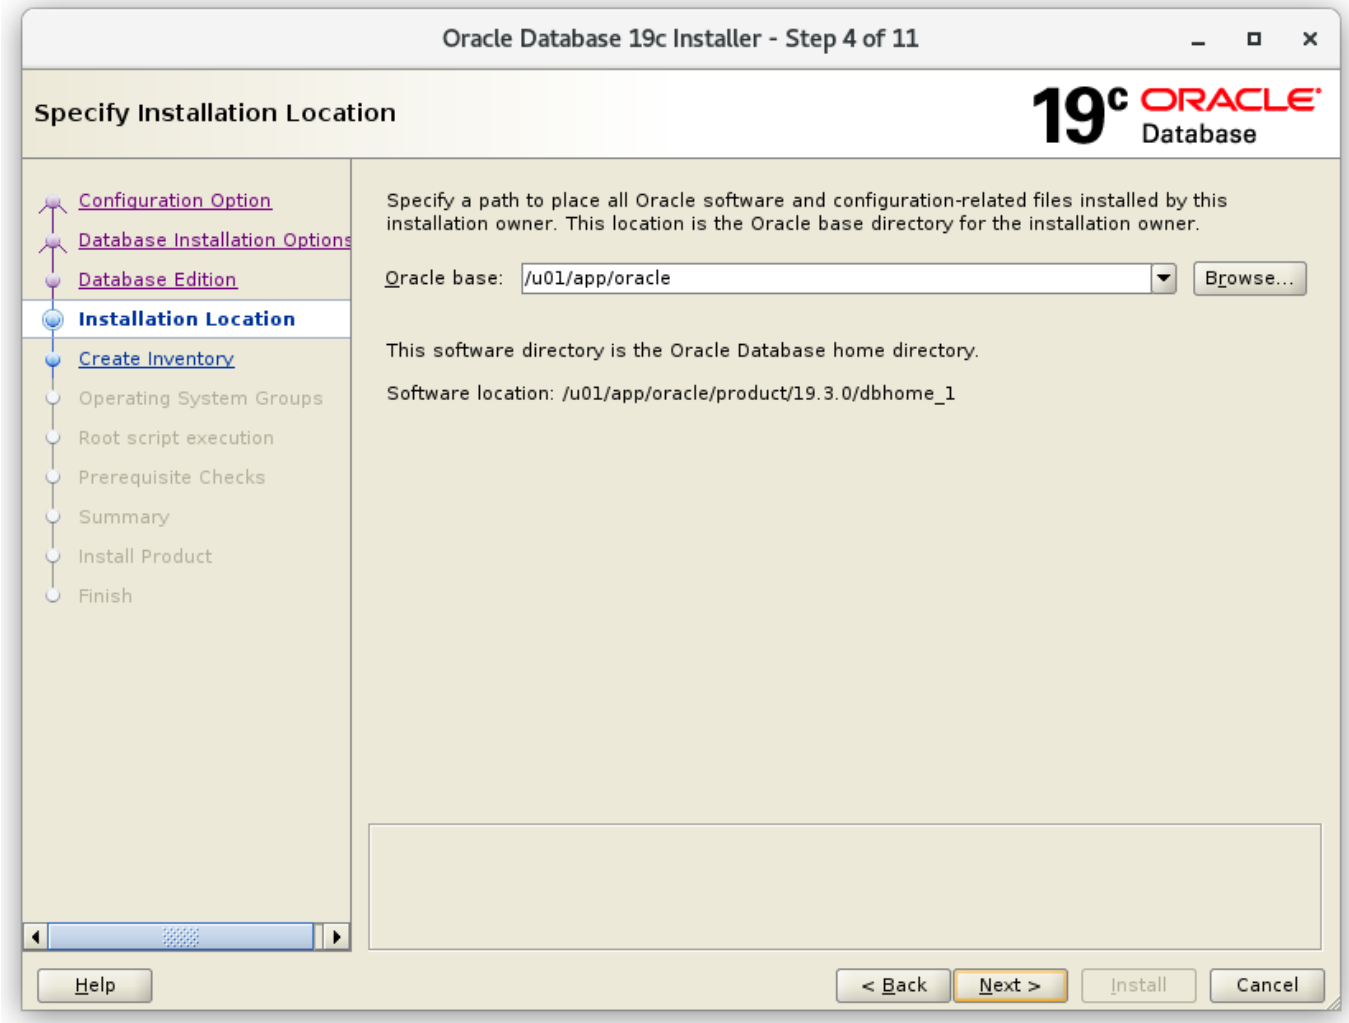 Oracle Database 19c Installer - Step 4 of 11
Specify Installation Location
19c ORACLE
Database
Configuration Option
Database Installation Options
Database Edition
Installation Location
Create Inventory
Operating System Groups
Root script execution
Prerequisite Checks
Summary
Install Product
Finish
Specify a path to place all Oracle software and configuration-related files installed by this
installation owner. This location is the Oracle base directory for the installation owner.
Oracle base: /u01/app/oracle Browse...
This software directory is the Oracle Database home directory.
Software location: /u01/app/oracle/product/19.3.0/dbhome_1
Help < Back Next > Install Cancel